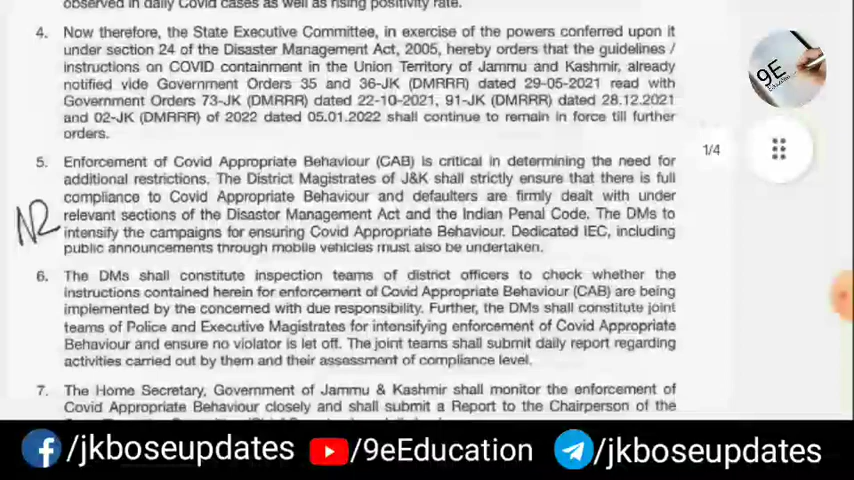 observed in daily Covid cases as well as rising positivity rate.
4. Now therefore, the State Executive Committee, in exercise of the powers conferred upon it
under section 24 of the Disaster Management Act, 2005, hereby orders that the guidelines /
instructions on COVID containment in the Union Territory of Jammu and Kashmir, already
notified vide Government Orders 35 and 36-JK (DMRRR) dated 29-05-2021 read with
Government Orders 73-JK (DMRRR) dated 22-10-2021, 91-JK (DMRRR) dated 28.12.2021
and 02-JK (DMRRR) of 2022 dated 05.01.2022 shall continue to remain in force till further
orders.
5. Enforcement of Covid Appropriate Behaviour (CAB) is critical in determining the need for
additional restrictions. The District Magistrates of J&K shall strictly ensure that there is full
compliance to Covid Appropriate Behaviour and defaulters are firmly dealt with under
relevant sections of the Disaster Management Act and the Indian Penal Code. The DMs to
intensify the campaigns for ensuring Covid Appropriate Behaviour. Dedicated IEC, including
public announcements through mobile vehicles must also be undertaken.
6. The DMs shall constitute inspection teams of district officers to check whether the
instructions contained herein for enforcement of Covid Appropriate Behaviour (CAB) are being
implemented by the concerned with due responsibility. Further, the DMs shall constitute joint
teams of Police and Executive Magistrates for intensifying enforcement of Covid Appropriate
Behaviour and ensure no violator is let off. The joint teams shall submit daily report regarding
activities carried out by them and their assessment of compliance level.
7. The Home Secretary, Government of Jammu & Kashmir shall monitor the enforcement of
Covid Appropriate Behaviour closely and shall submit a Report to the Chairperson of the
9E
Education
1/4
/jkboseupdates /9eEducation /jkboseupdates